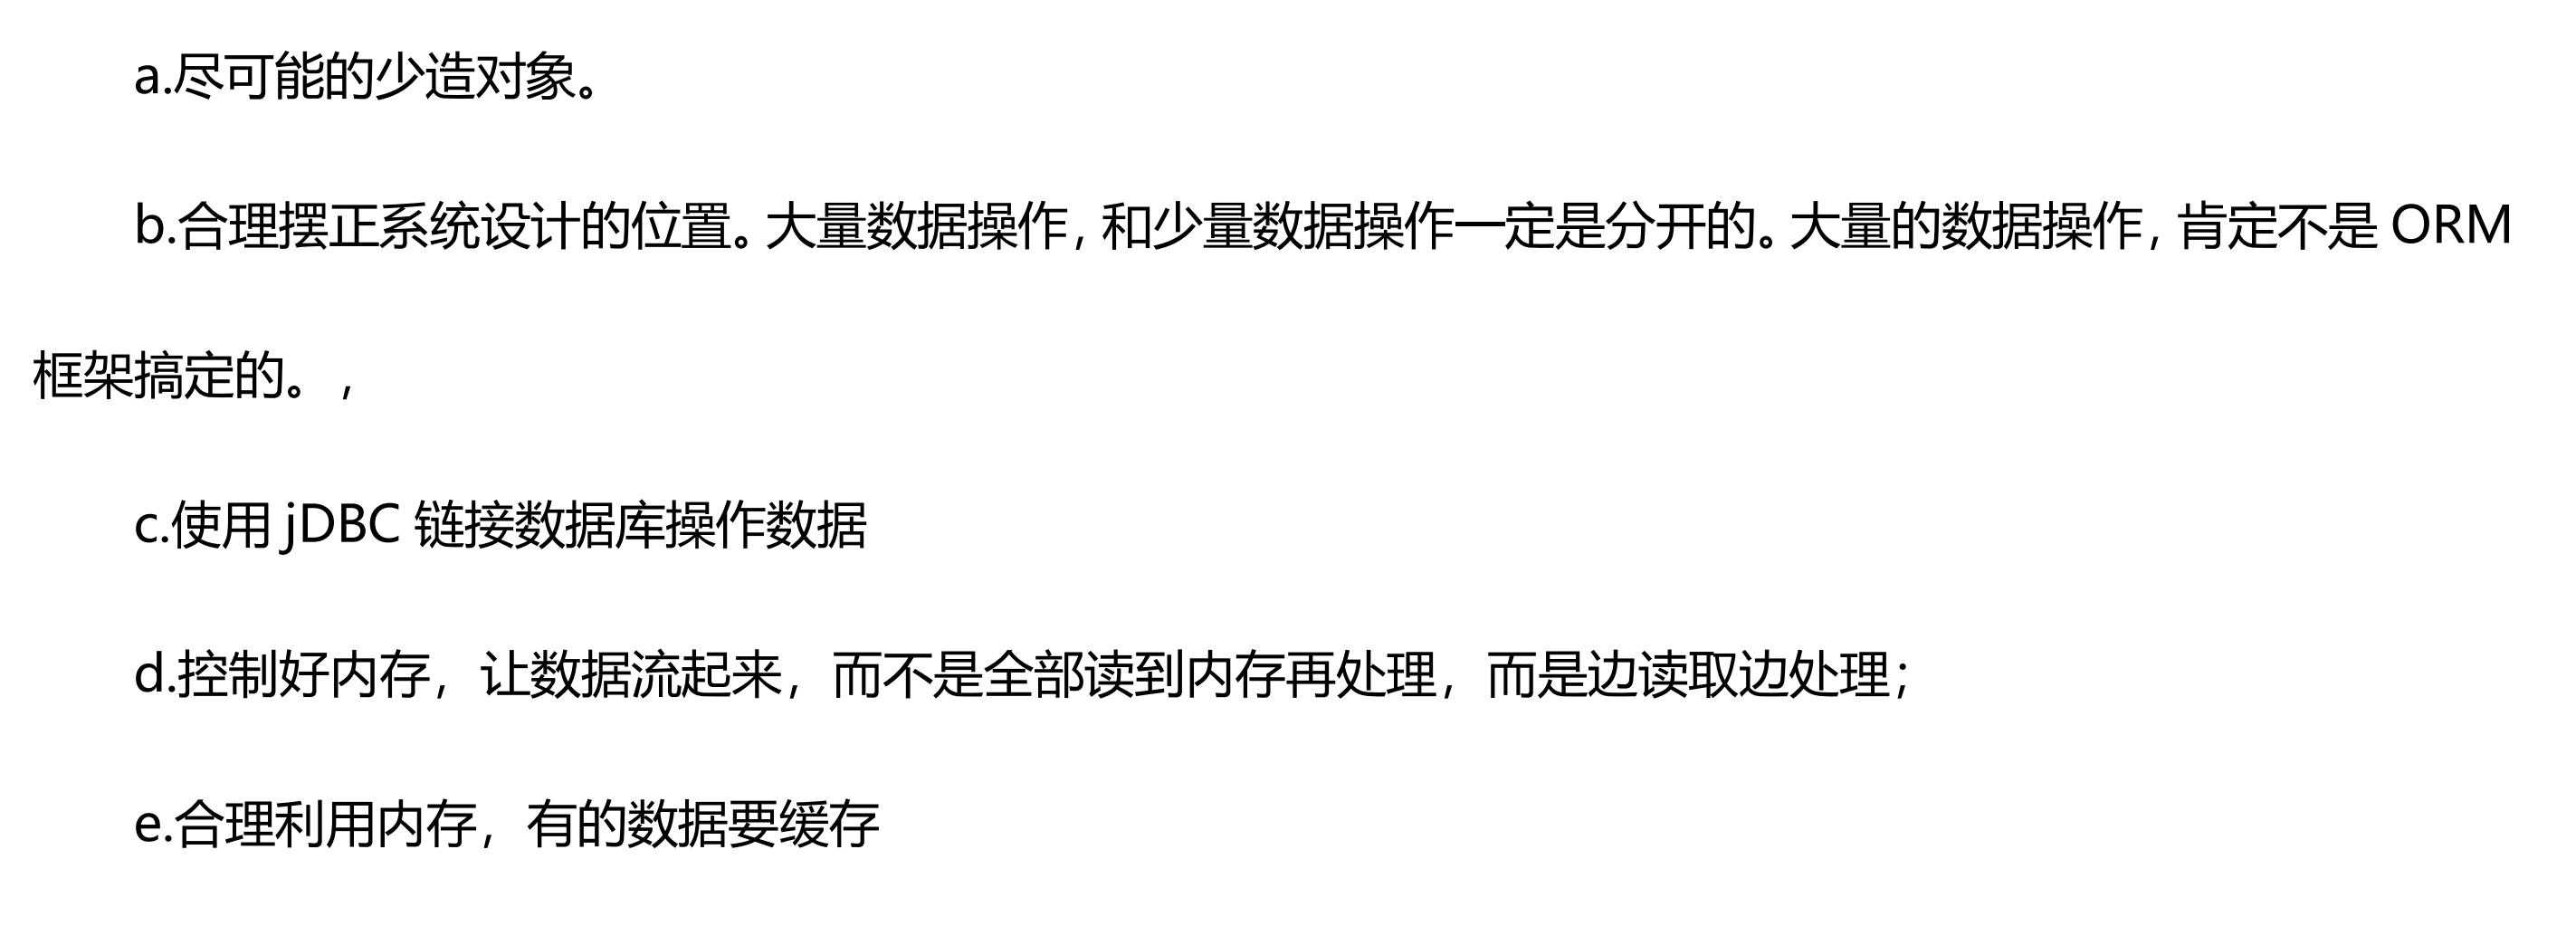 a.尽可能的少造对象。
b.合理摆正系统设计的位置。大量数据操作，和少量数据操作一定是分开的。大量的数据操作，肯定不是 ORM
框架搞定的。，
c.使用 jDBC 链接数据库操作数据
d.控制好内存，让数据流起来，而不是全部读到内存再处理，而是边读取边处理；
e.合理利用内存，有的数据要缓存